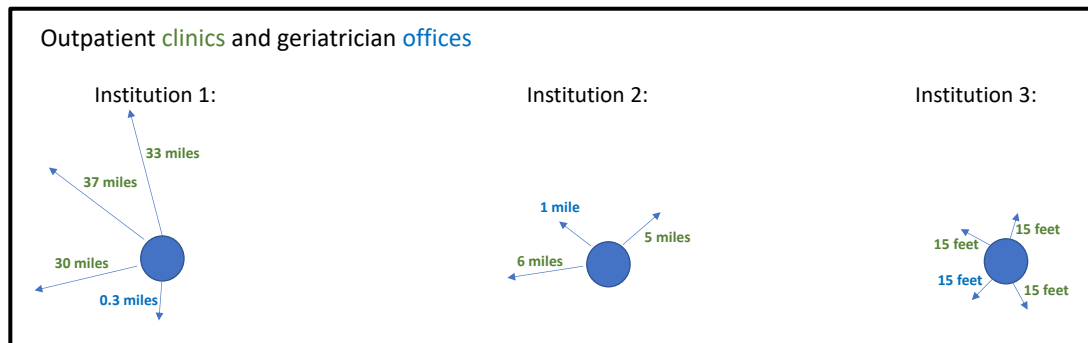 Outpatient clinics and geriatrician offices
Institution 1:
33 miles
37 miles
30 miles
0.3 miles
Institution 2:
1 mile
5 miles
6 miles
Institution 3:
15 feet
15 feet
15 feet
15 feet